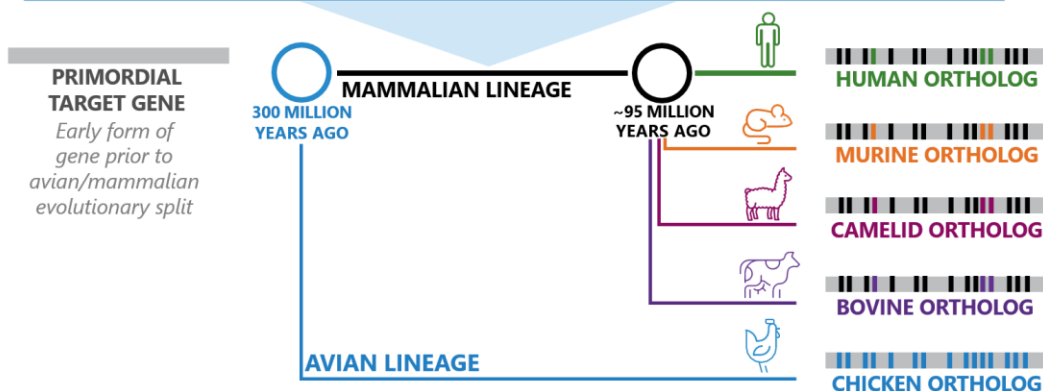 PRIMORDIAL
TARGET GENE
Early form of
gene prior to
avian/mammalian
evolutionary split
300 MILLION
YEARS AGO
MAMMALIAN LINEAGE
~95 MILLION
YEARS AGO
AVIAN LINEAGE
HUMAN ORTHOLOG
MURINE ORTHOLOG
CAMELID ORTHOLOG
BOVINE ORTHOLOG
CHICKEN ORTHOLOG